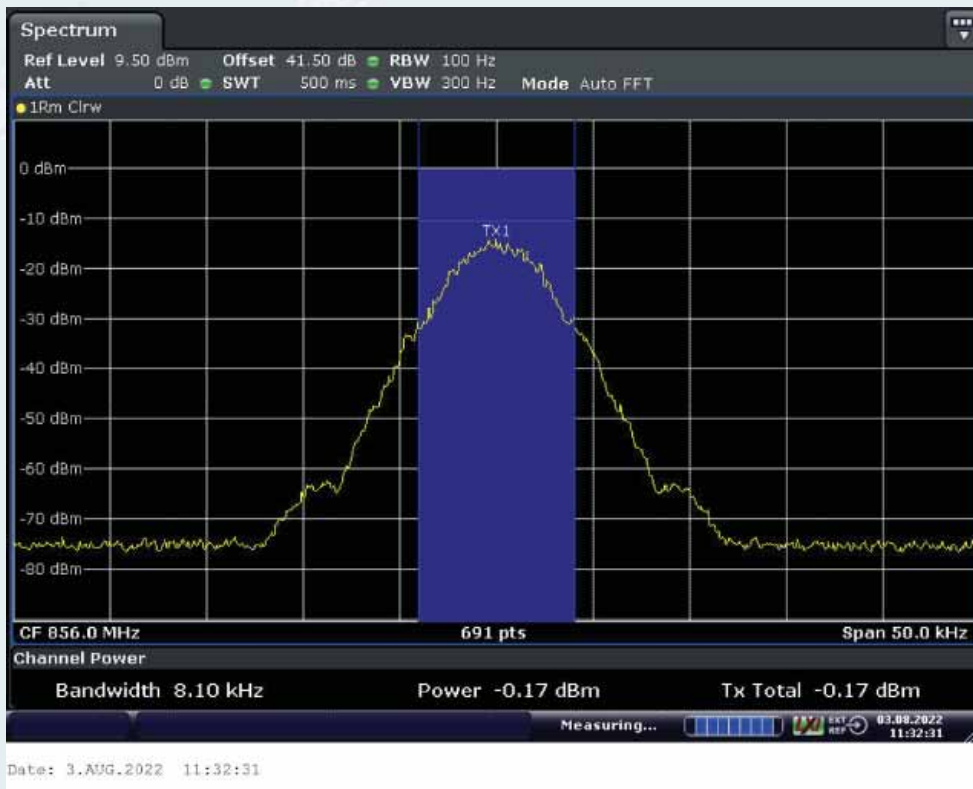 Spectrum
Ref Level 9.50 dBm Offset 41.50 dB RBW 100 Hz
Att 0 dB SWT 500 ms VBW 300 Hz Mode Auto FFT
1Rm Clrw
0 dBm
-10 dBm
TX1
-20 dBm
-30 dBm
-40 dBm
-50 dBm
-60 dBm
-70 dBm
-80 dBm
CF 856.0 MHz 691 pts Span 50.0 kHz
Channel Power
Bandwidth 8.10 kHz Power -0.17 dBm Tx Total -0.17 dBm
Measuring... EXT REF 03.08.2022
11:32:31
Date: 3.AUG.2022 11:32:31